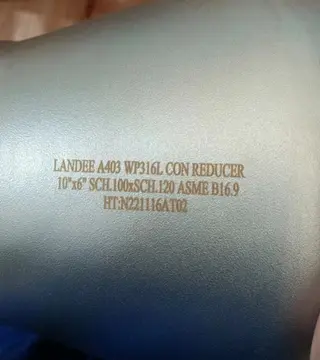 LANDEE A403 WP316L CON REDUCER
10"x6" SCH.100xSCH.120 ASME B16.9
HT:N221116AT02